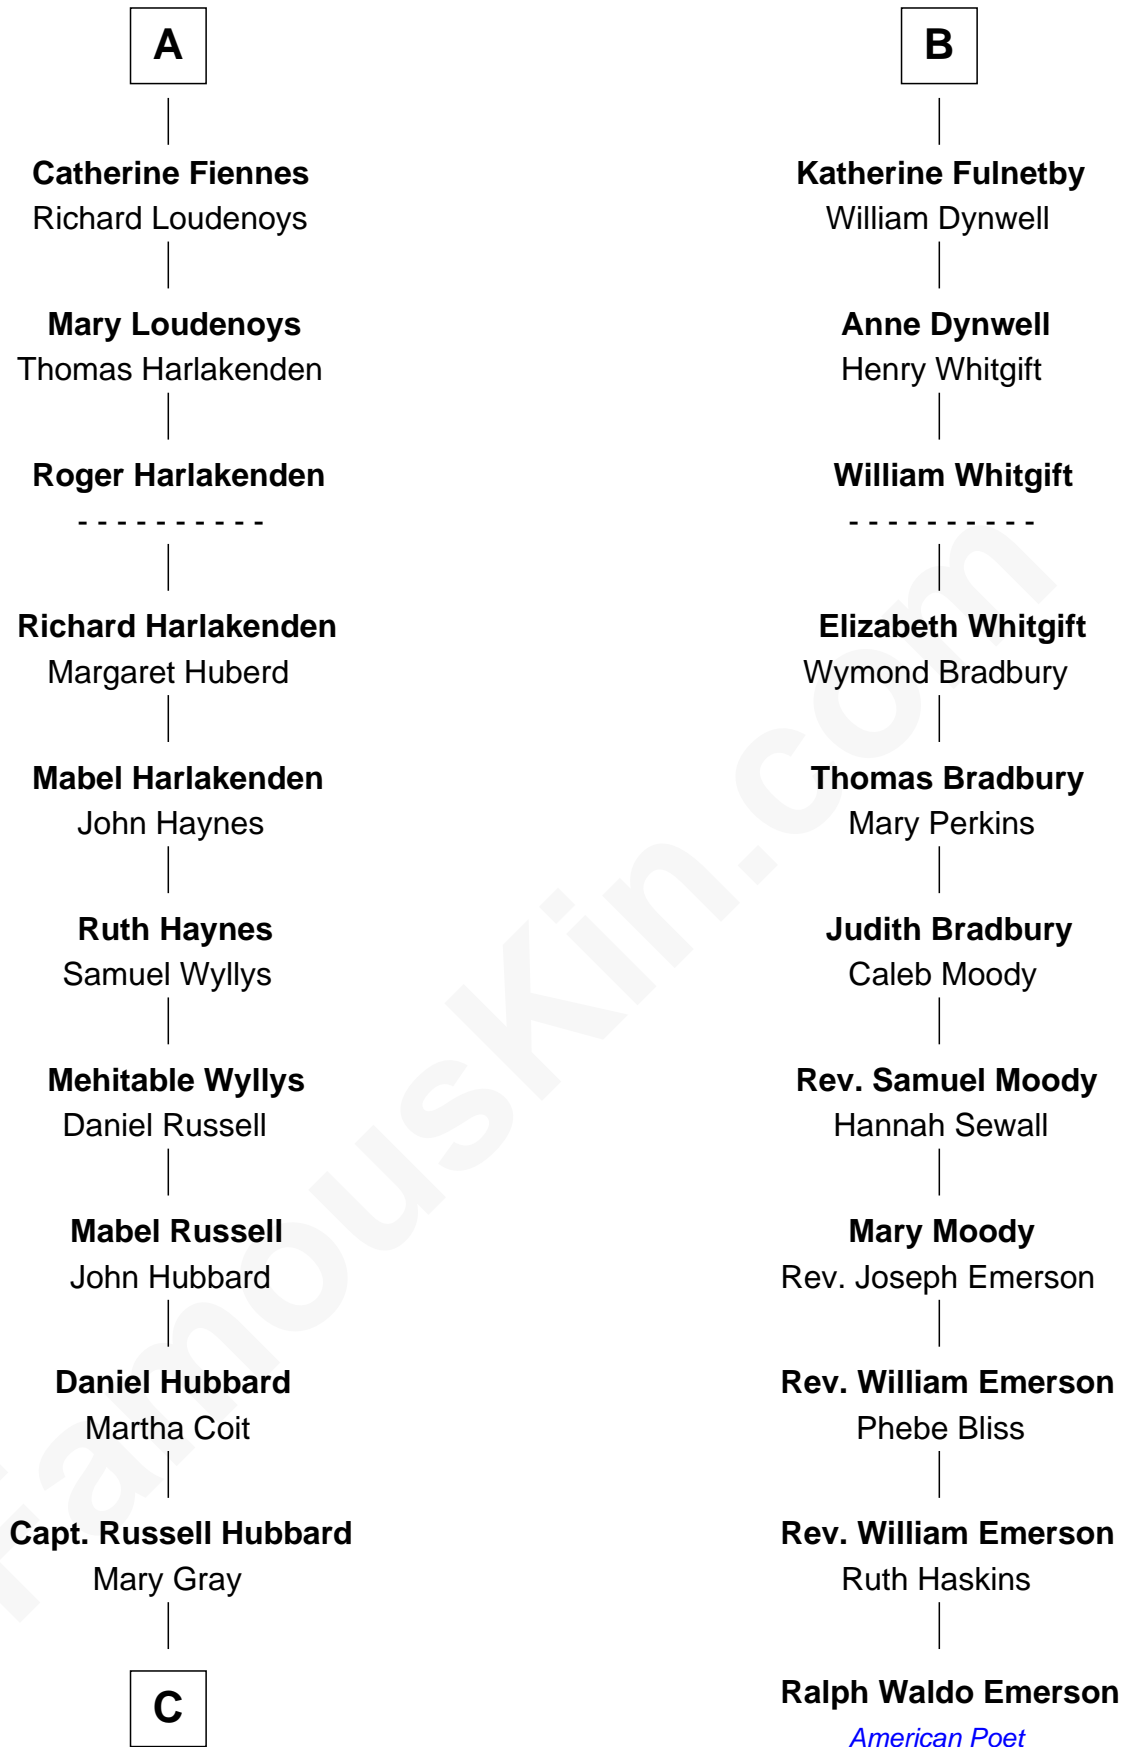 A
Catherine Fiennes
Richard Loudenoys
Mary Loudenoys
Thomas Harlakenden
Roger Harlakenden
- - - - - - - - - -
Richard Harlakenden
Margaret Huberd
Mabel Harlakenden
John Haynes
Ruth Haynes
Samuel Wyllys
Mehitable Wyllys
Daniel Russell
Mabel Russell
John Hubbard
Daniel Hubbard
Martha Coit
Capt. Russell Hubbard
Mary Gray
C
B
Katherine Fulnetby
William Dynwell
Anne Dynwell
Henry Whitgift
William Whitgift
- - - - - - - - - -
Elizabeth Whitgift
Wymond Bradbury
Thomas Bradbury
Mary Perkins
Judith Bradbury
Caleb Moody
Rev. Samuel Moody
Hannah Sewall
Mary Moody
Rev. Joseph Emerson
Rev. William Emerson
Phebe Bliss
Rev. William Emerson
Ruth Haskins
Ralph Waldo Emerson
American Poet
FamousKin.com